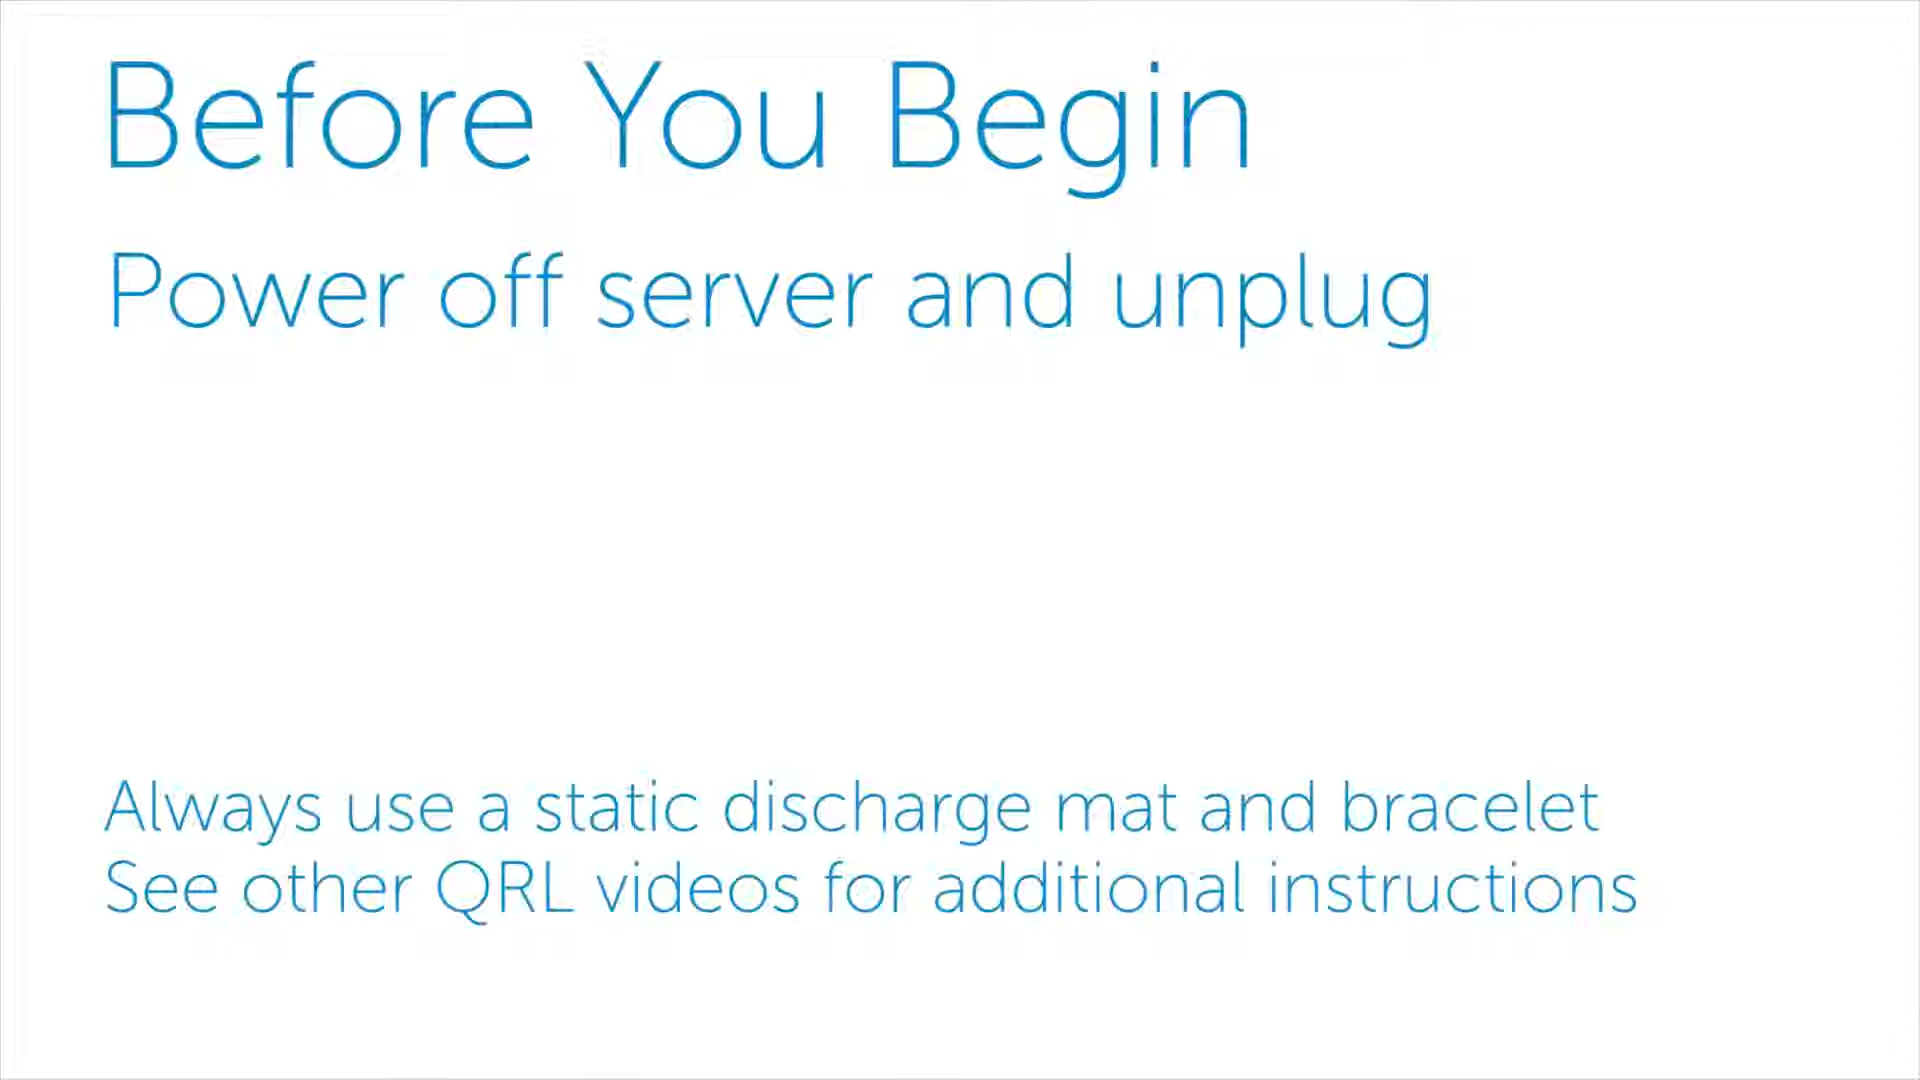 Before You Begin
Power off server and unplug
Always use a static discharge mat and bracelet
See other QRL videos for additional instructions